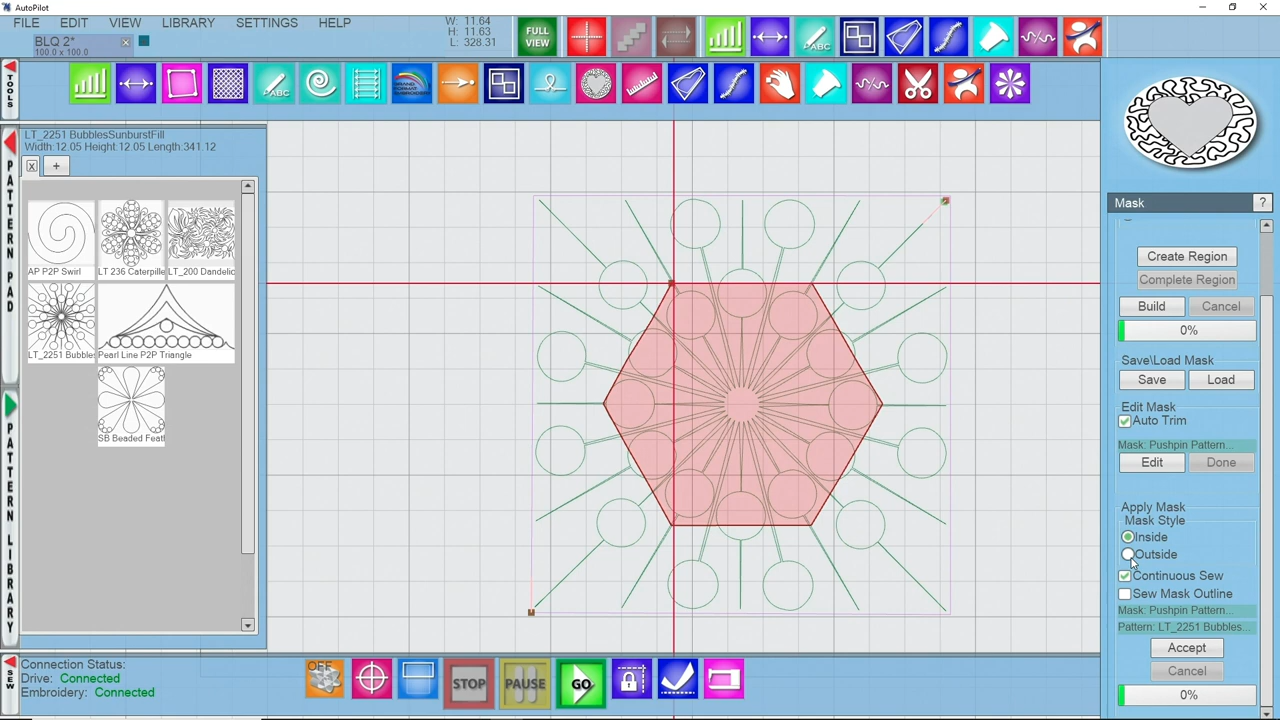 AutoPilot
FILE EDIT VIEW LIBRARY SETTINGS HELP
BLQ 2*
100.0 x 100.0
W: 11.64
H: 11.63
L: 328.31
FULL VIEW
ABC
TOOLS
ABC
LT_2251 BubblesSunburstFill
Width:12.05 Height:12.05 Length:341.12
X +
PATTERN PAD
AP P2P Swirl LT 236 Caterpille LT_200 Dandelic
LT_2251 Bubbles Pearl Line P2P Triangle
SB Beaded Feat
PATTERN LIBRARY
Mask ?
Create Region
Complete Region
Build Cancel
0%
Save\Load Mask
Save Load
Edit Mask
Auto Trim
Mask: Pushpin Pattern...
Edit Done
Apply Mask
Mask Style
Inside
Outside
Continuous Sew
Sew Mask Outline
Mask: Pushpin Pattern...
Pattern: LT_2251 Bubbles...
Accept
Cancel
0%
SEW
Connection Status:
Drive: Connected
Embroidery: Connected
OFF
STOP PAUSE GO